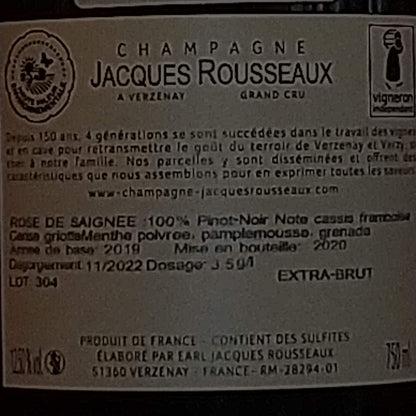 CHAMPAGNE
JACQUES ROUSSEAUX
A VERZENAY GRAND CRU
vigneron
indépendant
Depuis 150 ans, 4 générations se sont succédées dans le travail des vignes
et en cave pour retransmettre le goût du terroir de Verzenay et Verzy, si
cher à notre famille. Nos parcelles y sont disséminées et offrent des
caractéristiques que nous assemblons pour en exprimer toutes les saveurs
www-champagne-jacquesrousseaux.com
ROSE DE SAIGNEE :100% Pinot-Noir Note cassis framboise
Cerise griotteMenthe poivree, pamplemousse, grenade
Annee de base: 2019 Mise en bouteille: 2020
Dégorgement:11/2022 Dosage: 3.5g/l
EXTRA-BRUT
LOT: 304
PRODUIT DE FRANCE - CONTIENT DES SULFITES
ÉLABORÉ PAR EARL JACQUES ROUSSEAUX
51360 VERZENAY - FRANCE- RM-28294-01
750 ml